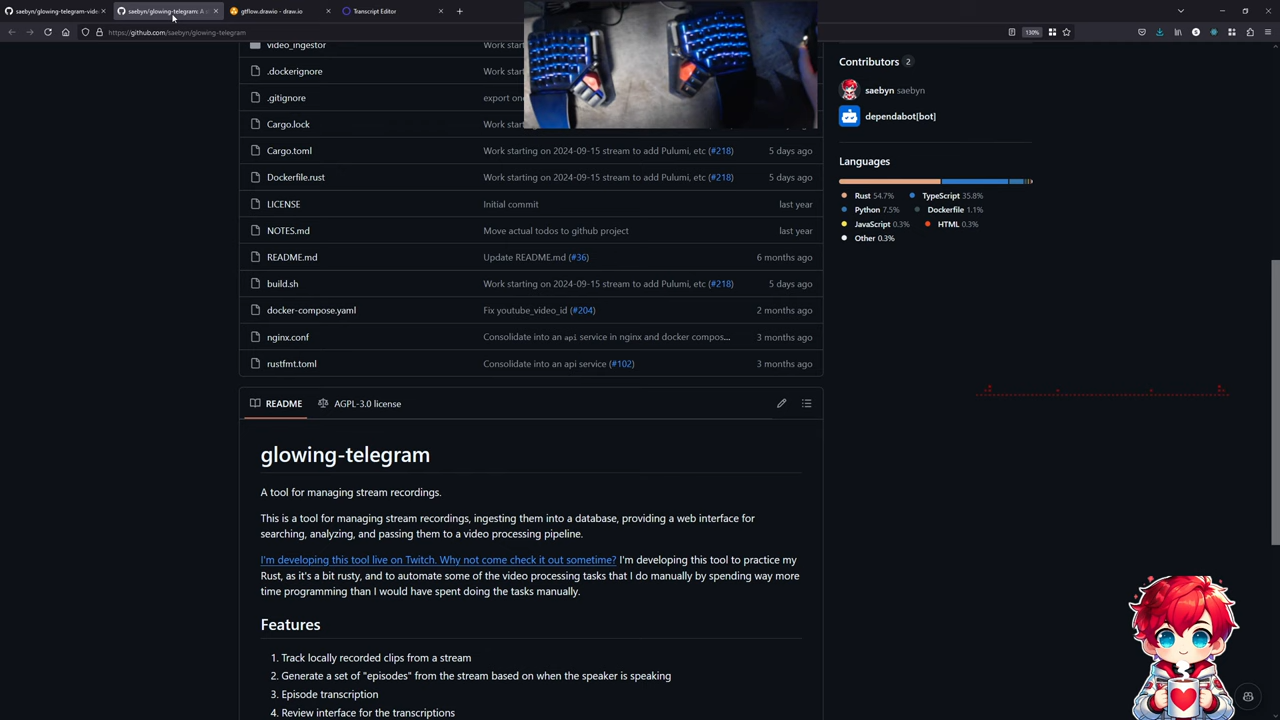 saebyn/glowing-telegram-vide
saebyn/glowing-telegram: A
gtflow.drawio - draw.io
Transcript Editor
https://github.com/saebyn/glowing-telegram
130%
video_ingestor
Work start
.dockerignore
Work start
.gitignore
export one
Cargo.lock
Work start
Cargo.toml
Work starting on 2024-09-15 stream to add Pulumi, etc (#218)
5 days ago
Dockerfile.rust
Work starting on 2024-09-15 stream to add Pulumi, etc (#218)
5 days ago
LICENSE
Initial commit
last year
NOTES.md
Move actual todos to github project
last year
README.md
Update README.md (#36)
6 months ago
build.sh
Work starting on 2024-09-15 stream to add Pulumi, etc (#218)
5 days ago
docker-compose.yaml
Fix youtube_video_id (#204)
2 months ago
nginx.conf
Consolidate into an api service in nginx and docker compos...
3 months ago
rustfmt.toml
Consolidate into an api service (#102)
3 months ago
README
AGPL-3.0 license
glowing-telegram
A tool for managing stream recordings.
This is a tool for managing stream recordings, ingesting them into a database, providing a web interface for
searching, analyzing, and passing them to a video processing pipeline.
I'm developing this tool live on Twitch. Why not come check it out sometime? I'm developing this tool to practice my
Rust, as it's a bit rusty, and to automate some of the video processing tasks that I do manually by spending way more
time programming than I would have spent doing the tasks manually.
Features
1. Track locally recorded clips from a stream
2. Generate a set of "episodes" from the stream based on when the speaker is speaking
3. Episode transcription
4. Review interface for the transcriptions
Contributors 2
saebyn saebyn
dependabot[bot]
Languages
Rust 54.7%
TypeScript 35.8%
Python 7.5%
Dockerfile 1.1%
JavaScript 0.3%
HTML 0.3%
Other 0.3%